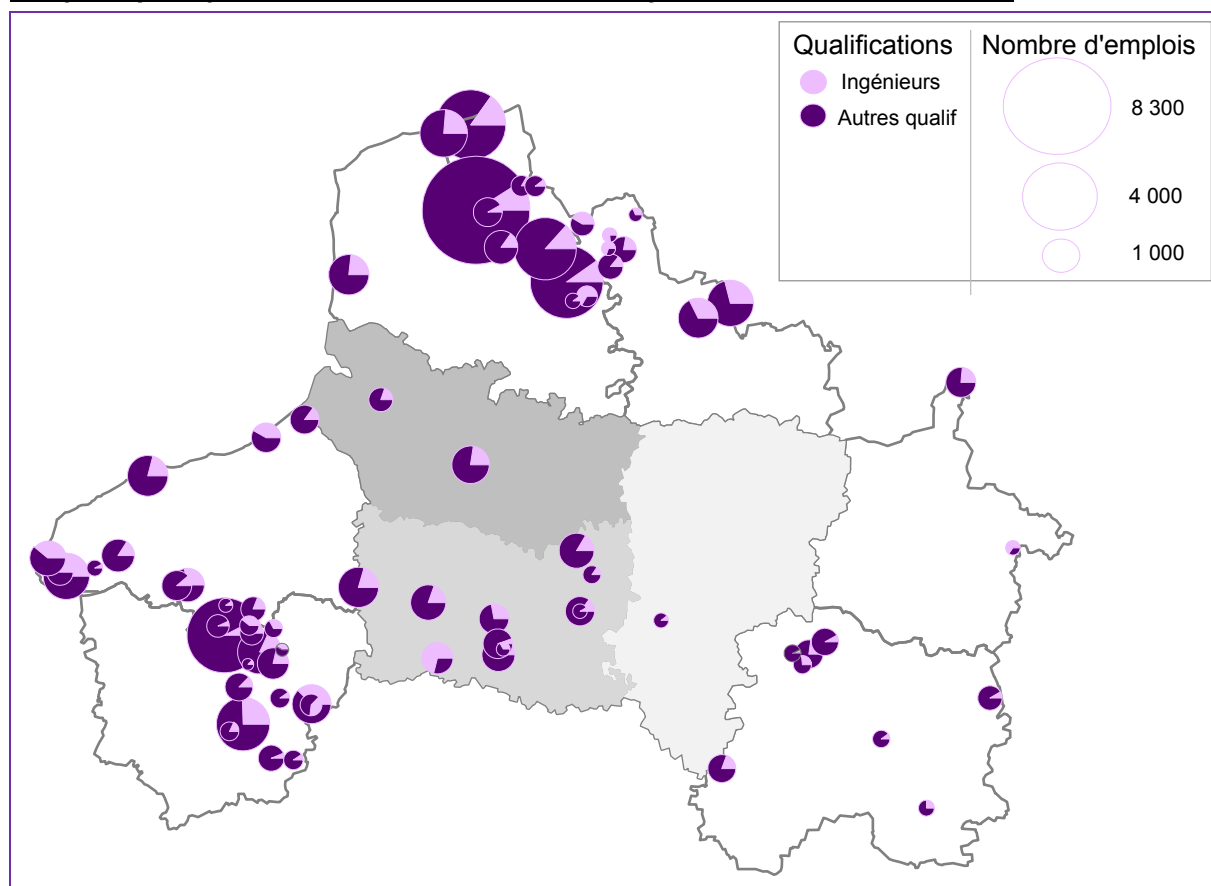 Qualifications
Ingénieurs
Autres qualif
Nombre d'emplois
8 300
4 000
1 000